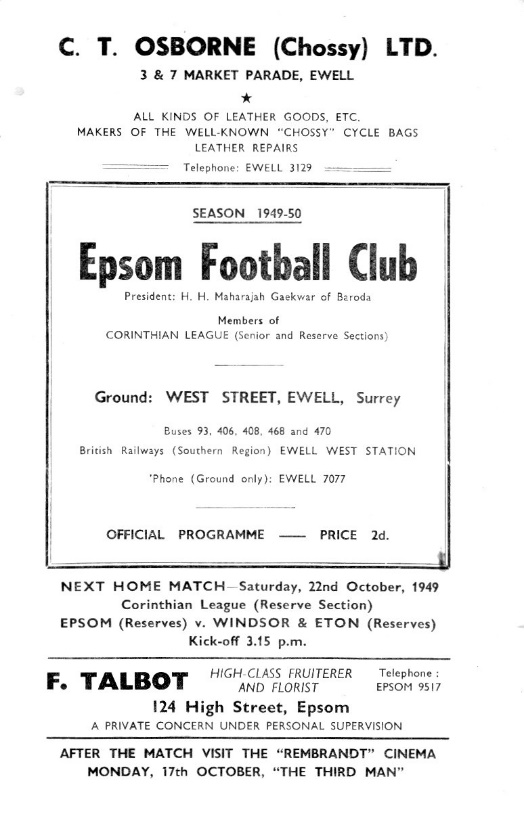 C. T. OSBORNE (Chossy) LTD.
3 & 7 MARKET PARADE, EWELL
★
ALL KINDS OF LEATHER GOODS, ETC.
MAKERS OF THE WELL-KNOWN "CHOSSY" CYCLE BAGS
LEATHER REPAIRS
Telephone: EWELL 3129
SEASON 1949-50
Epsom Football Club
President: H. H. Maharajah Gaekwar of Baroda
Members of
CORINTHIAN LEAGUE (Senior and Reserve Sections)
Ground: WEST STREET, EWELL, Surrey
Buses 93, 406, 408, 468 and 470
British Railways (Southern Region) EWELL WEST STATION
'Phone (Ground only): EWELL 7077
OFFICIAL PROGRAMME — PRICE 2d.
NEXT HOME MATCH—Saturday, 22nd October, 1949
Corinthian League (Reserve Section)
EPSOM (Reserves) v. WINDSOR & ETON (Reserves)
Kick-off 3.15 p.m.
F. TALBOT
HIGH-CLASS FRUITERER
AND FLORIST
Telephone :
EPSOM 9517
124 High Street, Epsom
A PRIVATE CONCERN UNDER PERSONAL SUPERVISION
AFTER THE MATCH VISIT THE "REMBRANDT" CINEMA
MONDAY, 17th OCTOBER, "THE THIRD MAN"